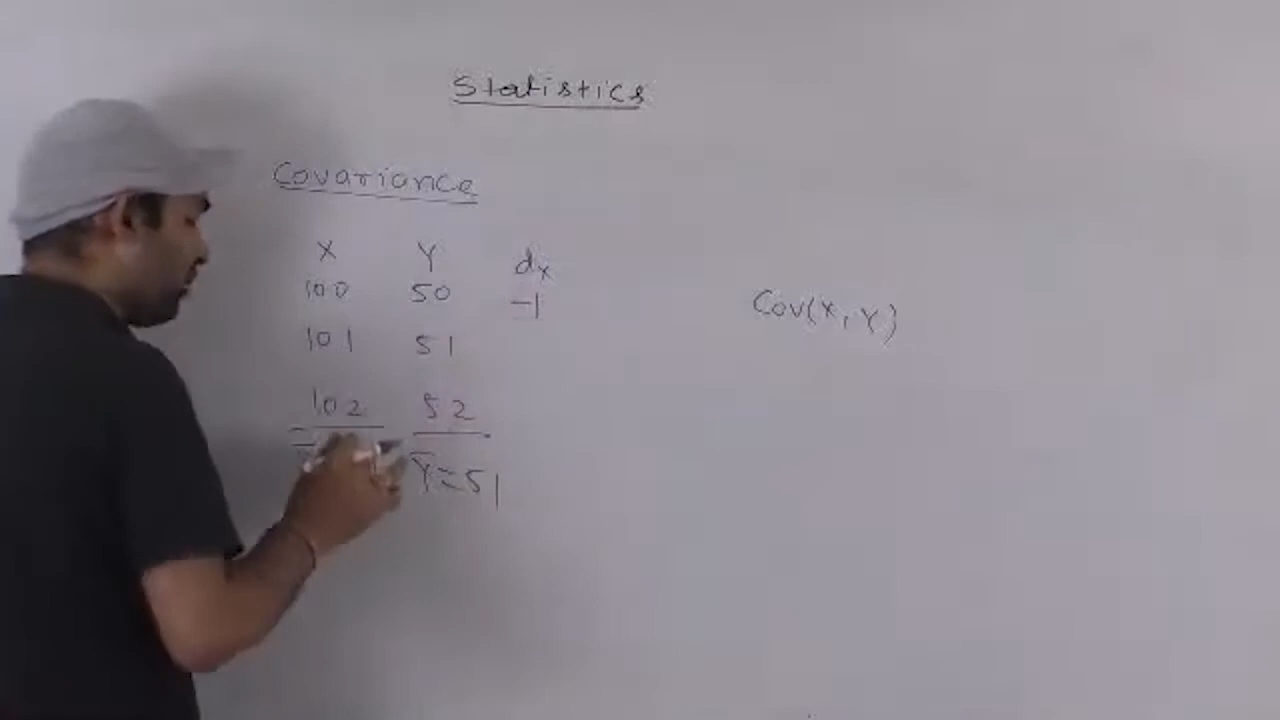 Statistics
Covariance
X Y dx
100 50 -1
Cov(X,Y)
101 51
102 52
Ȳ=51